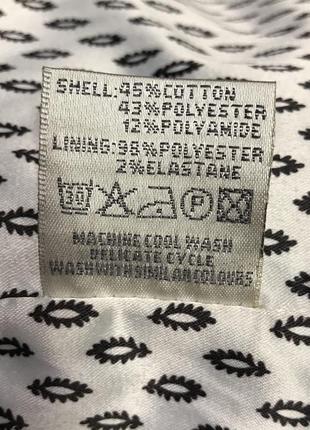 SHELL:45%COTTON
43%POLYESTER
12%POLYAMIDE
LINING:98%POLYESTER
2%ELASTANE
30 P
MACHINE COOL WASH
DELICATE CYCLE
WASH WITH SIMILAR COLOURS